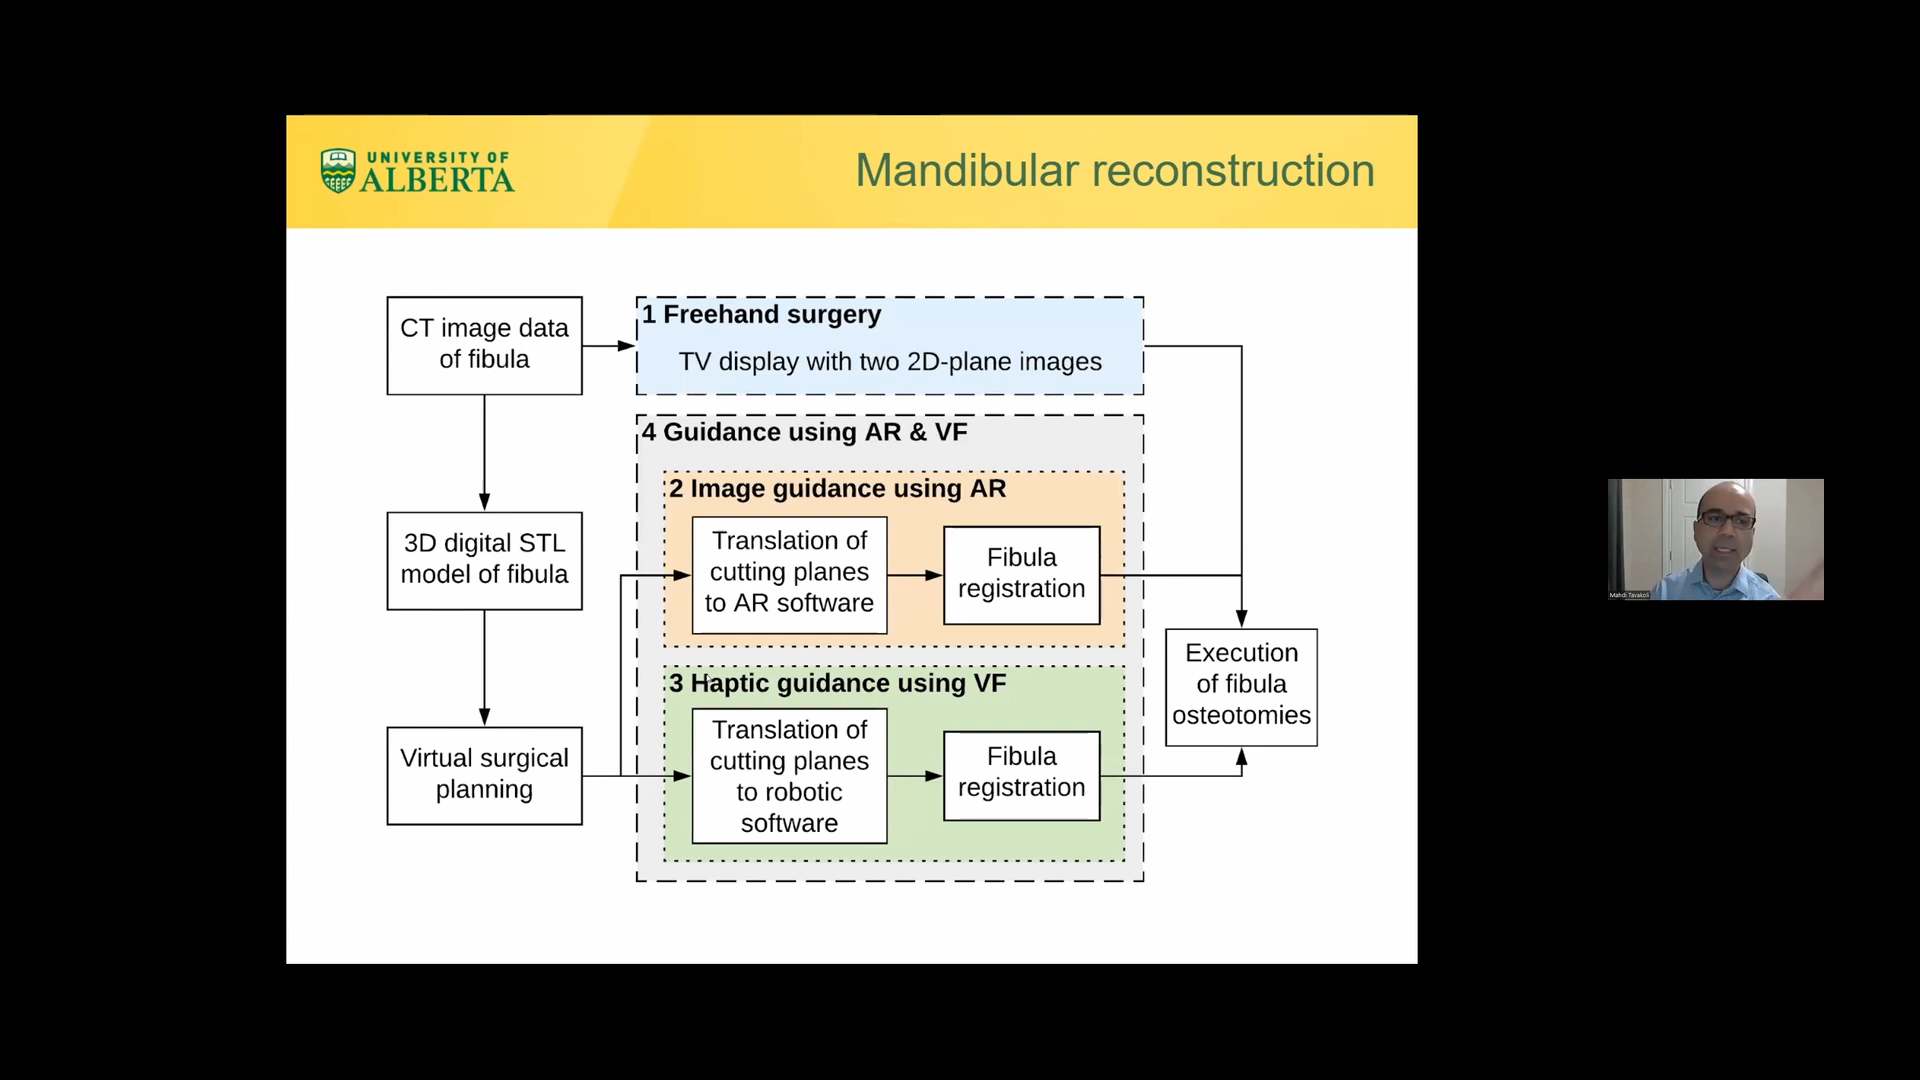 UNIVERSITY OF
ALBERTA
Mandibular reconstruction
CT image data
of fibula
1 Freehand surgery
TV display with two 2D-plane images
4 Guidance using AR & VF
2 Image guidance using AR
Translation of
cutting planes
to AR software
Fibula
registration
3D digital STL
model of fibula
3 Haptic guidance using VF
Translation of
cutting planes
to robotic
software
Fibula
registration
Virtual surgical
planning
Execution
of fibula
osteotomies
Mahdi Tavakoli